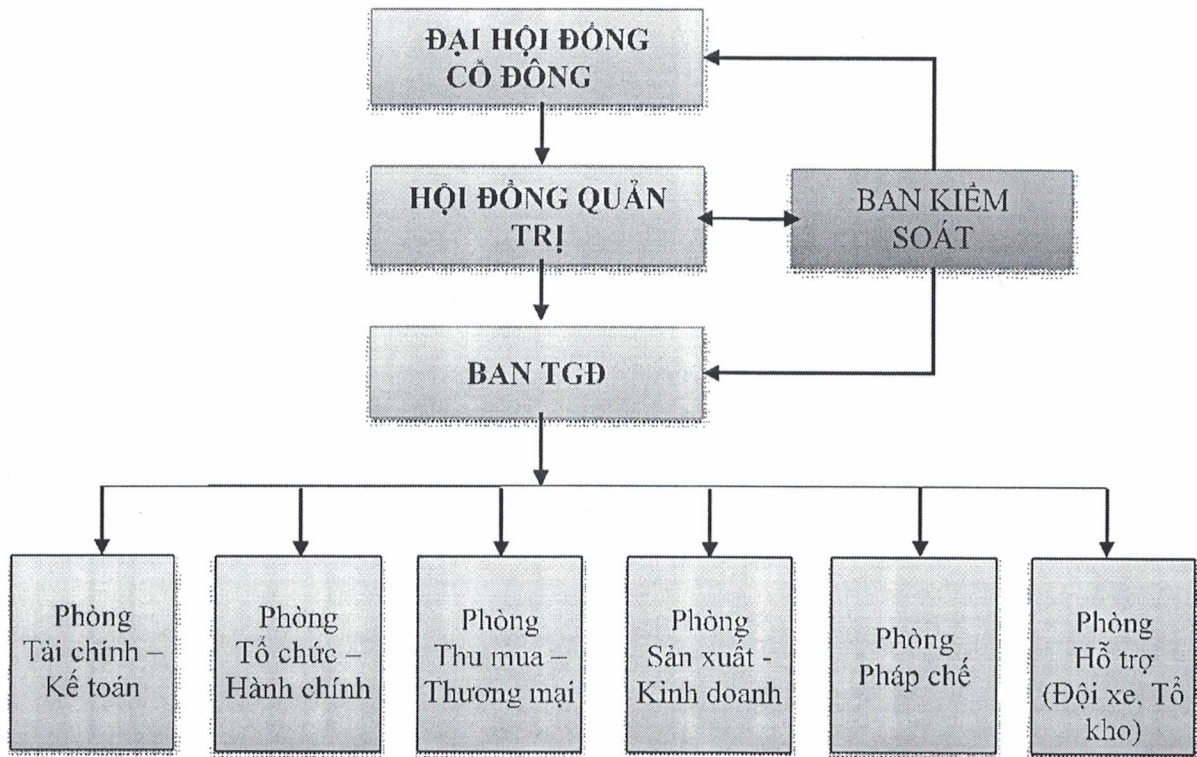 ĐẠI HỘI ĐỒNG
CỔ ĐÔNG
HỘI ĐỒNG QUẢN
TRỊ
BAN KIỂM
SOÁT
BAN TGĐ
Phòng
Tài chính –
Kế toán
Phòng
Tổ chức –
Hành chính
Phòng
Thu mua –
Thương mại
Phòng
Sản xuất -
Kinh doanh
Phòng
Pháp chế
Phòng
Hỗ trợ
(Đội xe, Tổ
kho)